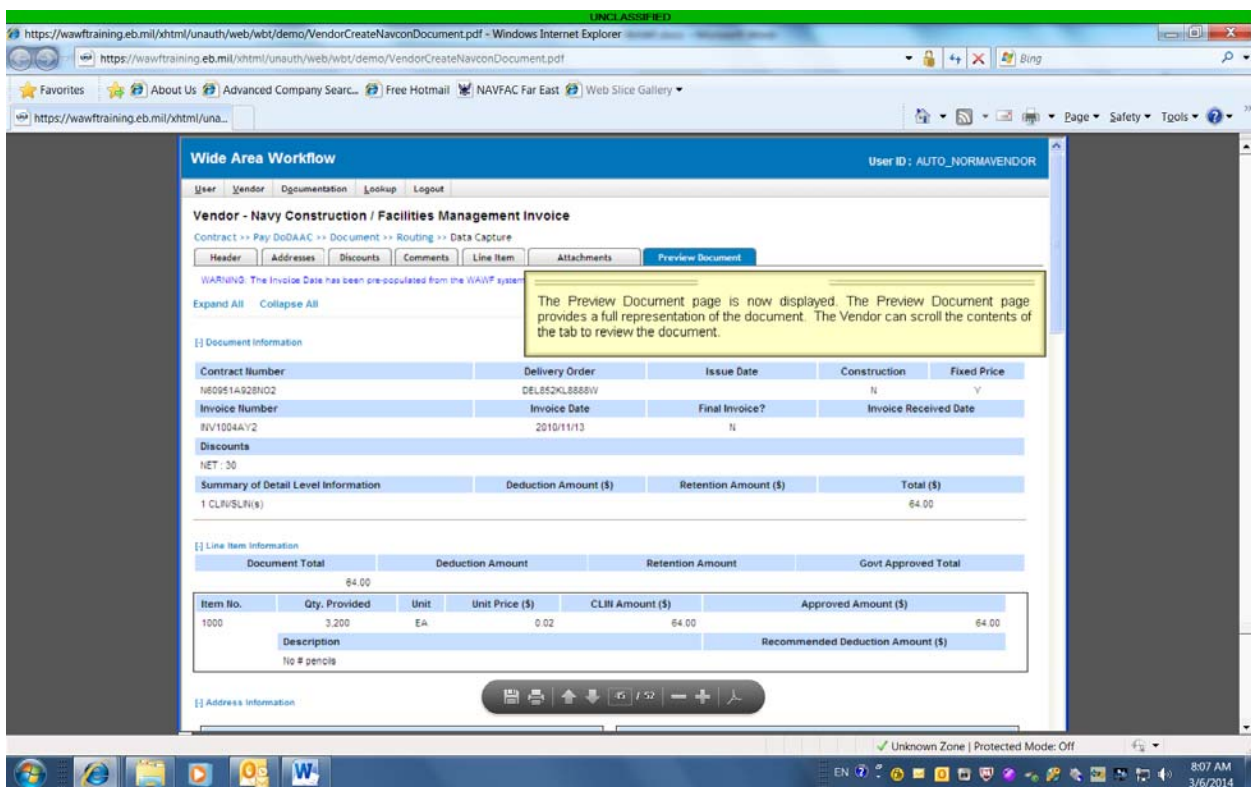 UNCLASSIFIED
https://wawftraining.eb.mil/xhtml/unauth/web/wbt/demo/VendorCreateNavconDocument.pdf - Windows Internet Explorer
https://wawftraining.eb.mil/xhtml/unauth/web/wbt/demo/VendorCreateNavconDocument.pdf Bing
Favorites About Us Advanced Company Searc... Free Hotmail NAVFAC Far East Web Slice Gallery
https://wawftraining.eb.mil/xhtml/una... Page Safety Tools
Wide Area Workflow User ID : AUTO_NORMAVENDOR
User Vendor Documentation Lookup Logout
Vendor - Navy Construction / Facilities Management Invoice
Contract >> Pay DoDAAC >> Document >> Routing >> Data Capture
Header Addresses Discounts Comments Line Item Attachments Preview Document
WARNING: The Invoice Date has been pre-populated from the WAWF system
Expand All Collapse All
The Preview Document page is now displayed. The Preview Document page
provides a full representation of the document. The Vendor can scroll the contents of
the tab to review the document.
[-] Document Information
Contract Number Delivery Order Issue Date Construction Fixed Price
N60951A928NO2 DEL852KL8888W N Y
Invoice Number Invoice Date Final Invoice? Invoice Received Date
INV1004AY2 2010/11/13 N
Discounts
NET : 30
Summary of Detail Level Information Deduction Amount ($) Retention Amount ($) Total ($)
1 CLIN/SLIN(s) 64.00
[-] Line Item Information
Document Total Deduction Amount Retention Amount Govt Approved Total
64.00
Item No. Qty. Provided Unit Unit Price ($) CLIN Amount ($) Approved Amount ($)
1000 3,200 EA 0.02 64.00 64.00
Description Recommended Deduction Amount ($)
No # pencils
45 / 52
[-] Address Information
Unknown Zone | Protected Mode: Off
EN 8:07 AM
3/6/2014